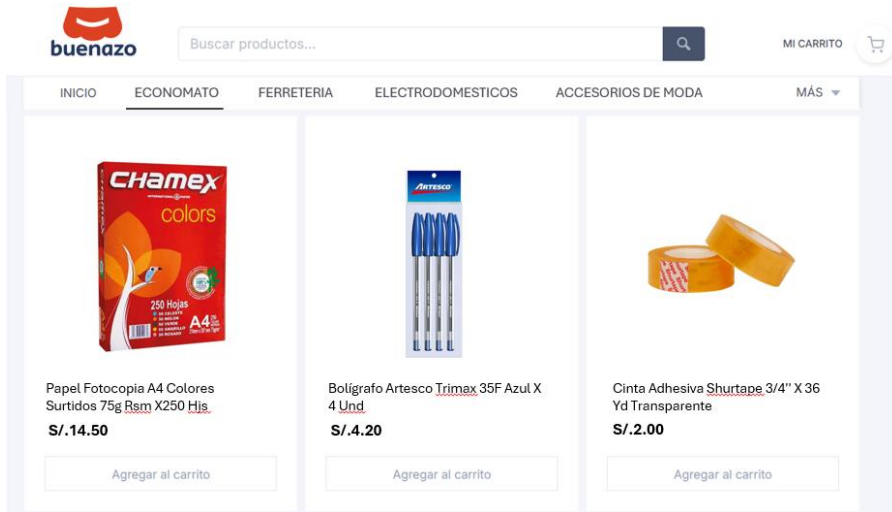 buenazo
Buscar productos...
MI CARRITO
INICIO
ECONOMATO
FERRETERIA
ELECTRODOMESTICOS
ACCESORIOS DE MODA
MÁS
CHAMEX
colors
250 Hojas
A4
ARTESCO
Papel Fotocopia A4 Colores
Surtidos 75g Rsm X250 Hjs
S/.14.50
Agregar al carrito
Bolígrafo Artesco Trimax 35F Azul X
4 Und
S/.4.20
Agregar al carrito
Cinta Adhesiva Shurtape 3/4'' X 36
Yd Transparente
S/.2.00
Agregar al carrito